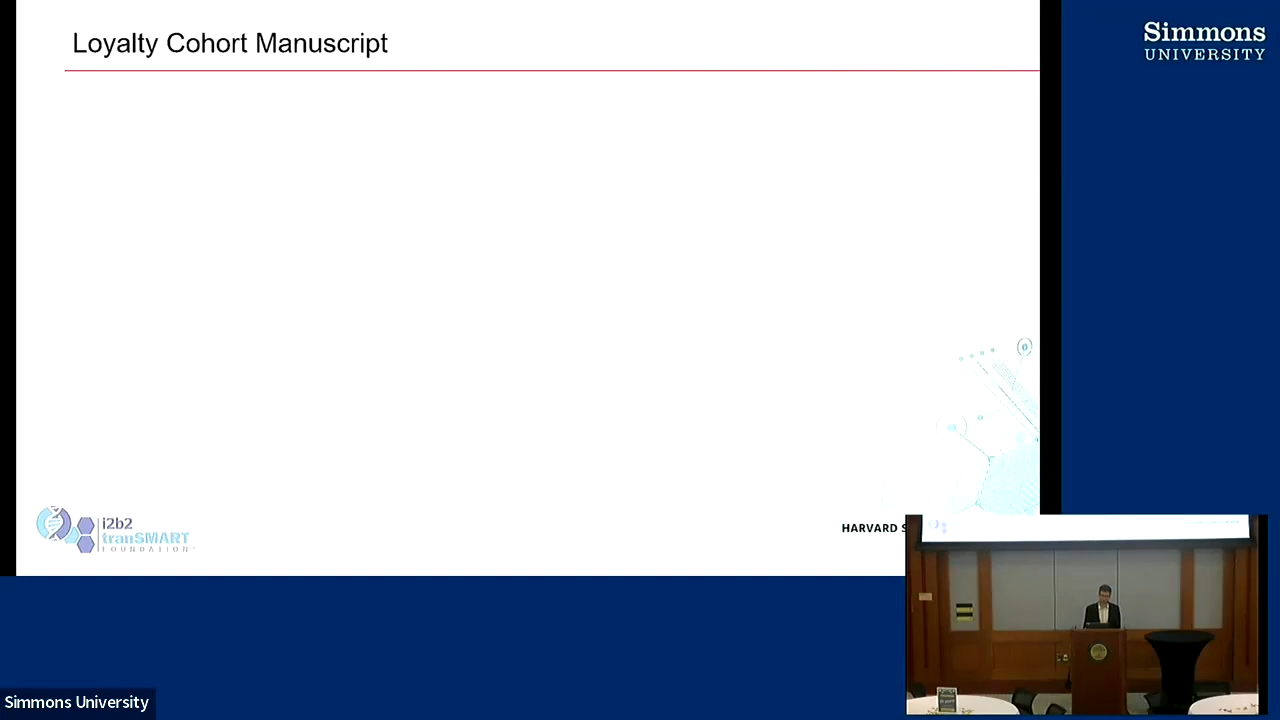 Loyalty Cohort Manuscript
Simmons
UNIVERSITY
i2b2
tranSMART
FOUNDATION
HARVARD S
Simmons University